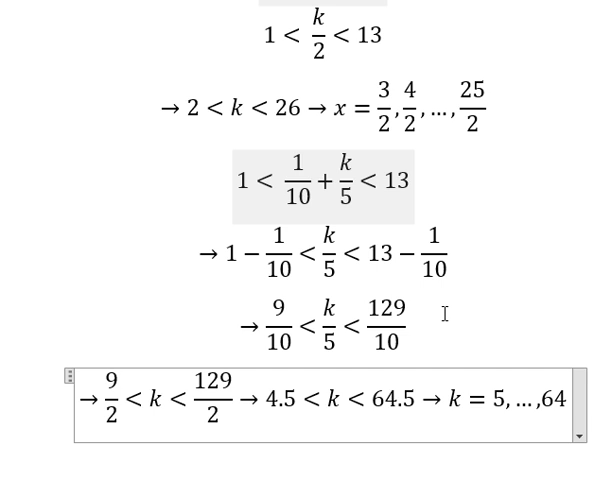 1 < k/2 < 13
→ 2 < k < 26 → x = 3/2, 4/2, ..., 25/2
1 < 1/10 + k/5 < 13
→ 1 − 1/10 < k/5 < 13 − 1/10
→ 9/10 < k/5 < 129/10
→ 9/2 < k < 129/2 → 4.5 < k < 64.5 → k = 5, ...,64